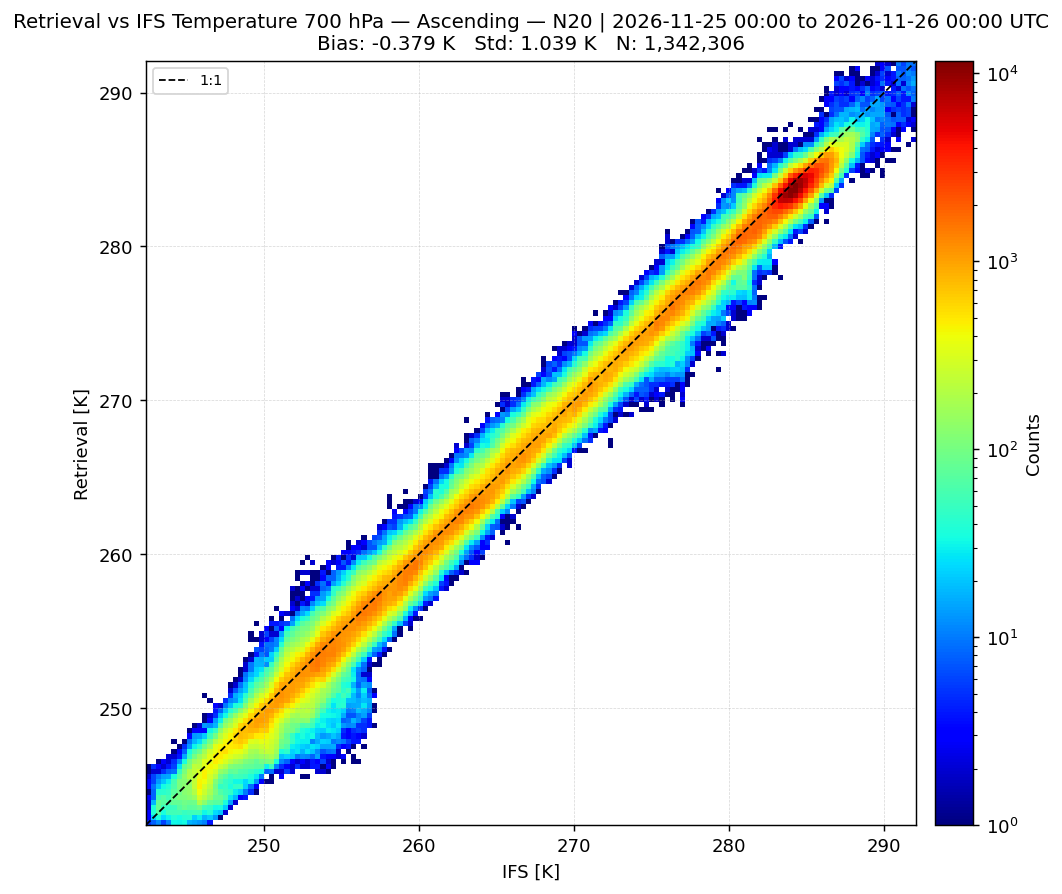 Retrieval vs IFS Temperature 700 hPa — Ascending — N20 | 2026-11-25 00:00 to 2026-11-26 00:00 UTC
Bias: -0.379 K   Std: 1.039 K   N: 1,342,306
1:1
290
280
270
260
250
Retrieval [K]
250 260 270 280 290
IFS [K]
10⁴
10³
10²
10¹
10⁰
Counts